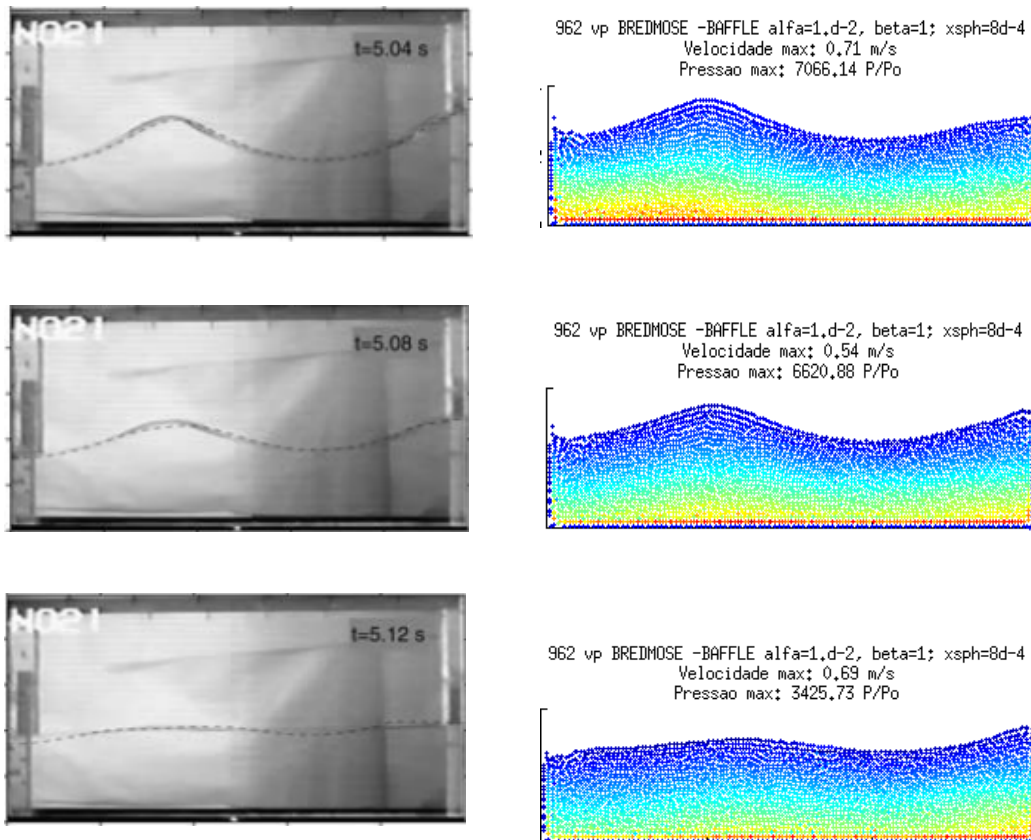 NO21
t=5.04 s
962 vp BREDMOSE -BAFFLE alfa=1.d-2, beta=1; xsph=8d-4
Velocidade max: 0.71 m/s
Pressao max: 7066.14 P/Po
NO21
t=5.08 s
962 vp BREDMOSE -BAFFLE alfa=1.d-2, beta=1; xsph=8d-4
Velocidade max: 0.54 m/s
Pressao max: 6620.88 P/Po
NO21
t=5.12 s
962 vp BREDMOSE -BAFFLE alfa=1.d-2, beta=1; xsph=8d-4
Velocidade max: 0.69 m/s
Pressao max: 3425.73 P/Po